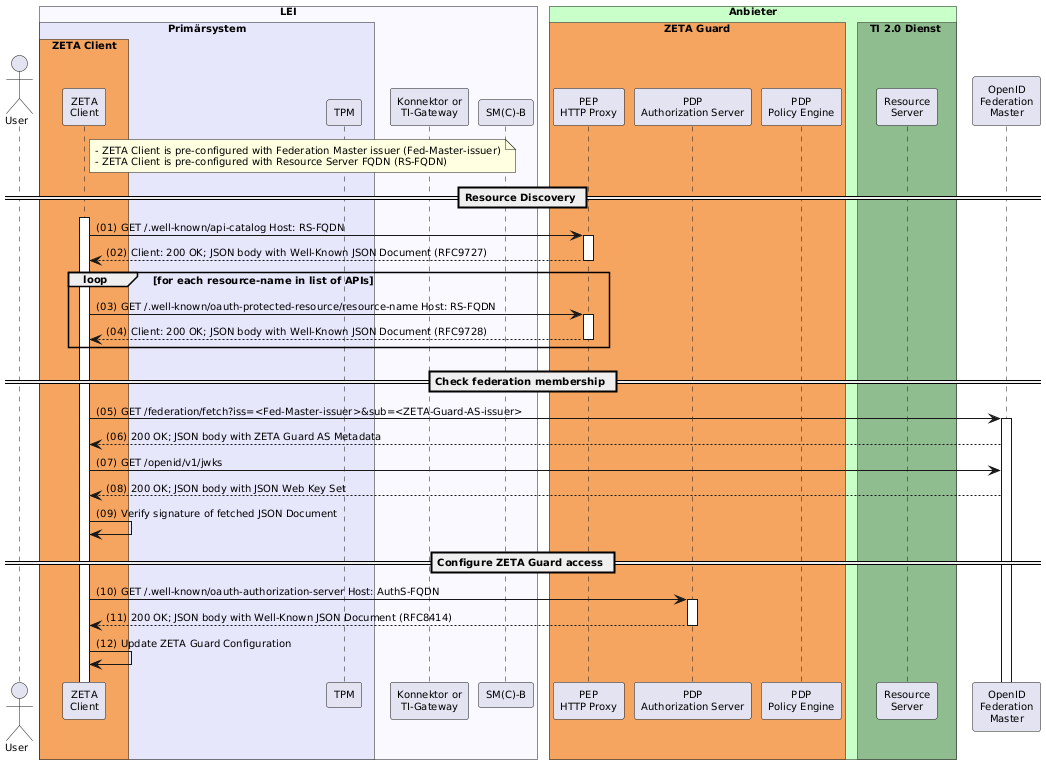 LEI
Anbieter
Primärsystem
ZETA Guard
TI 2.0 Dienst
ZETA Client
User
ZETA
Client
TPM
Konnektor or
TI-Gateway
SM(C)-B
PEP
HTTP Proxy
PDP
Authorization Server
PDP
Policy Engine
Resource
Server
OpenID
Federation
Master
- ZETA Client is pre-configured with Federation Master issuer (Fed-Master-issuer)
- ZETA Client is pre-configured with Resource Server FQDN (RS-FQDN)
Resource Discovery
(01) GET /.well-known/api-catalog Host: RS-FQDN
(02) Client: 200 OK; JSON body with Well-Known JSON Document (RFC9727)
loop [for each resource-name in list of APIs]
(03) GET /.well-known/oauth-protected-resource/resource-name Host: RS-FQDN
(04) Client: 200 OK; JSON body with Well-Known JSON Document (RFC9728)
Check federation membership
(05) GET /federation/fetch?iss=<Fed-Master-issuer>&sub=<ZETA-Guard-AS-issuer>
(06) 200 OK; JSON body with ZETA Guard AS Metadata
(07) GET /openid/v1/jwks
(08) 200 OK; JSON body with JSON Web Key Set
(09) Verify signature of fetched JSON Document
Configure ZETA Guard access
(10) GET /.well-known/oauth-authorization-server Host: AuthS-FQDN
(11) 200 OK; JSON body with Well-Known JSON Document (RFC8414)
(12) Update ZETA Guard Configuration
User
ZETA
Client
TPM
Konnektor or
TI-Gateway
SM(C)-B
PEP
HTTP Proxy
PDP
Authorization Server
PDP
Policy Engine
Resource
Server
OpenID
Federation
Master